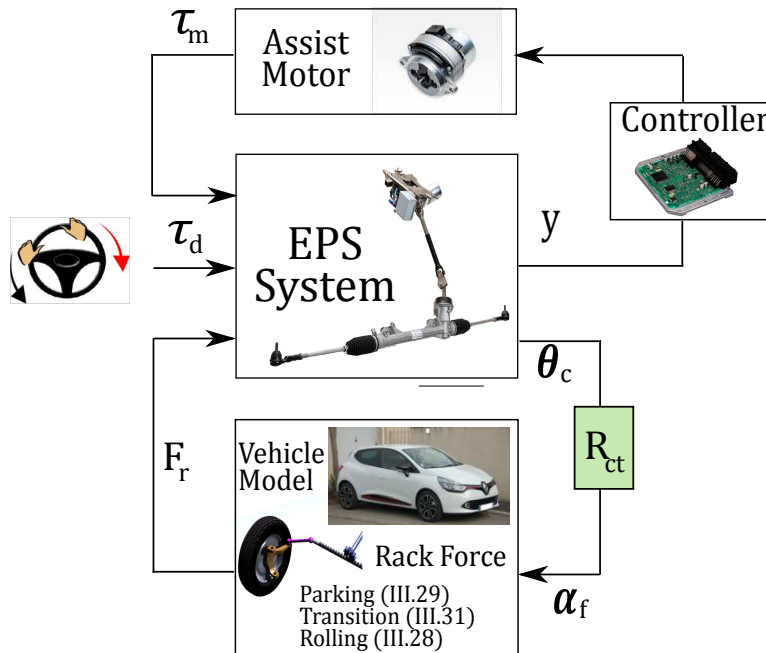 τm
Assist
Motor
Controller
τd
EPS
System
y
θc
Fr
Rct
Vehicle
Model
Rack Force
Parking (III.29)
Transition (III.31)
Rolling (III.28)
αf